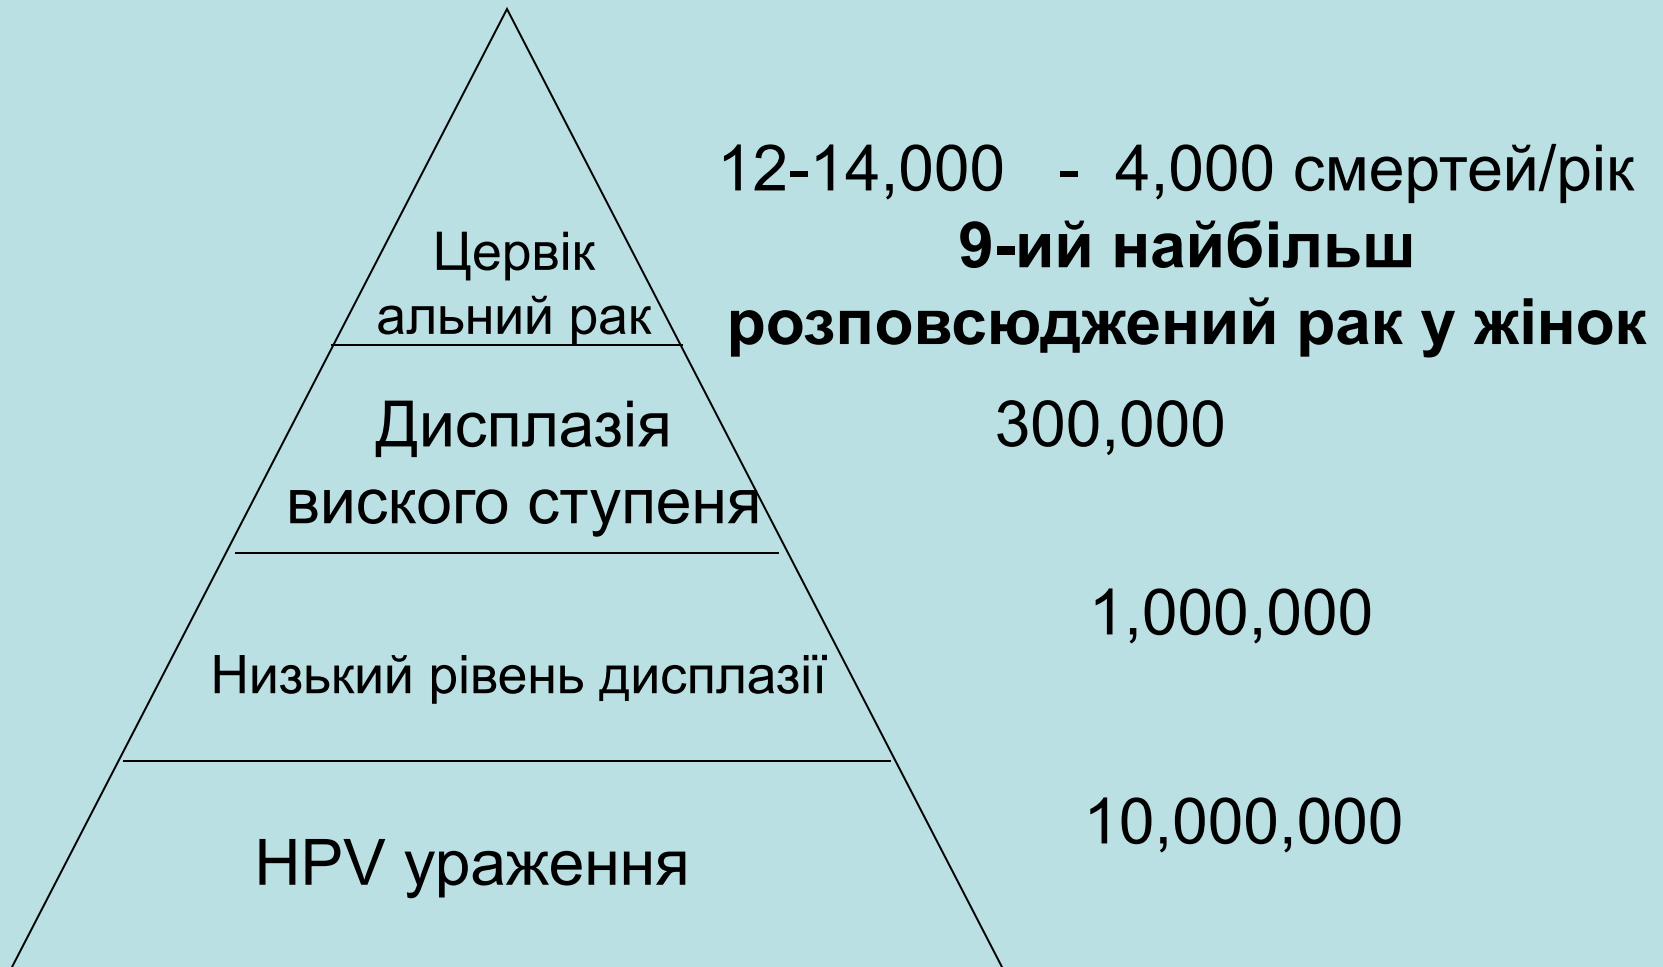 12-14,000 - 4,000 смертей/рік
9-ий найбільш
розповсюджений рак у жінок
Цервік
альний рак
Дисплазія
виского ступеня
300,000
1,000,000
Низький рівень дисплазії
10,000,000
HPV ураження